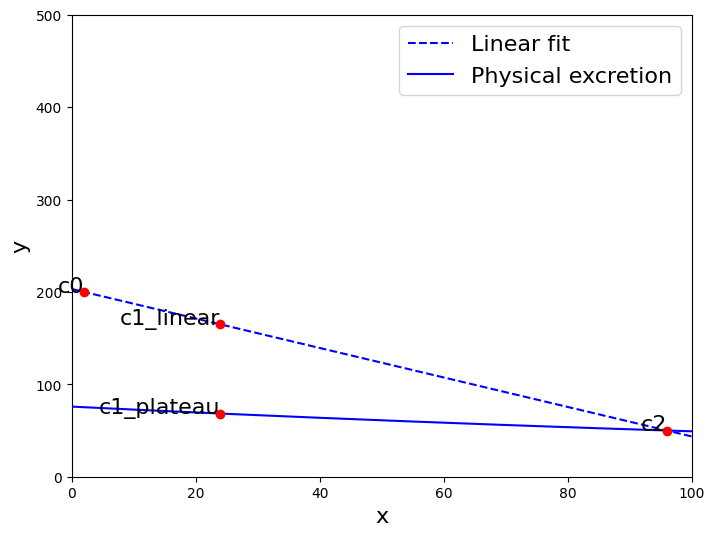 500
Linear fit
Physical excretion
400
300
y
200
c0
c1_linear
100
c1_plateau
c2
0
0 20 40 60 80 100
x